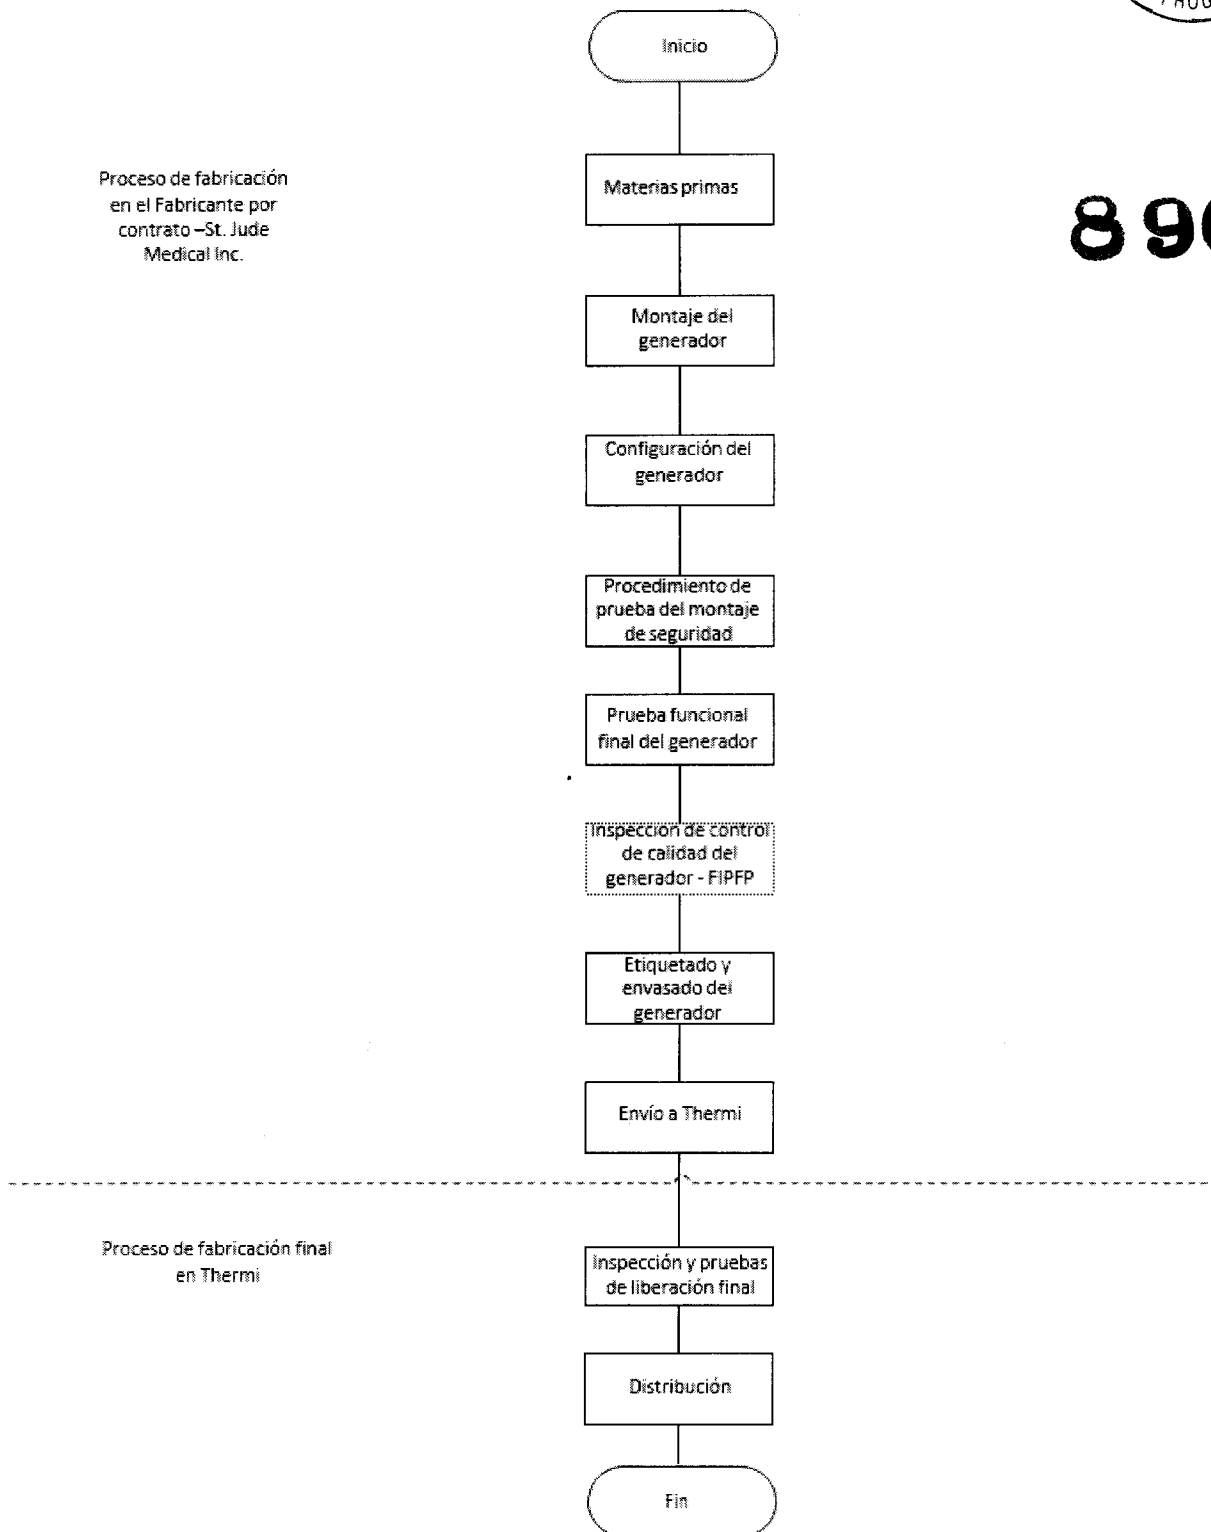 Inicio
Materias primas
Proceso de fabricación
en el Fabricante por
contrato –St. Jude
Medical Inc.
Montaje del
generador
Configuración del
generador
Procedimiento de
prueba del montaje
de seguridad
Prueba funcional
final del generador
Inspección de control
de calidad del
generador - FIPFP
Etiquetado y
envasado del
generador
Envío a Thermi
Proceso de fabricación final
en Thermi
Inspección y pruebas
de liberación final
Distribución
Fin